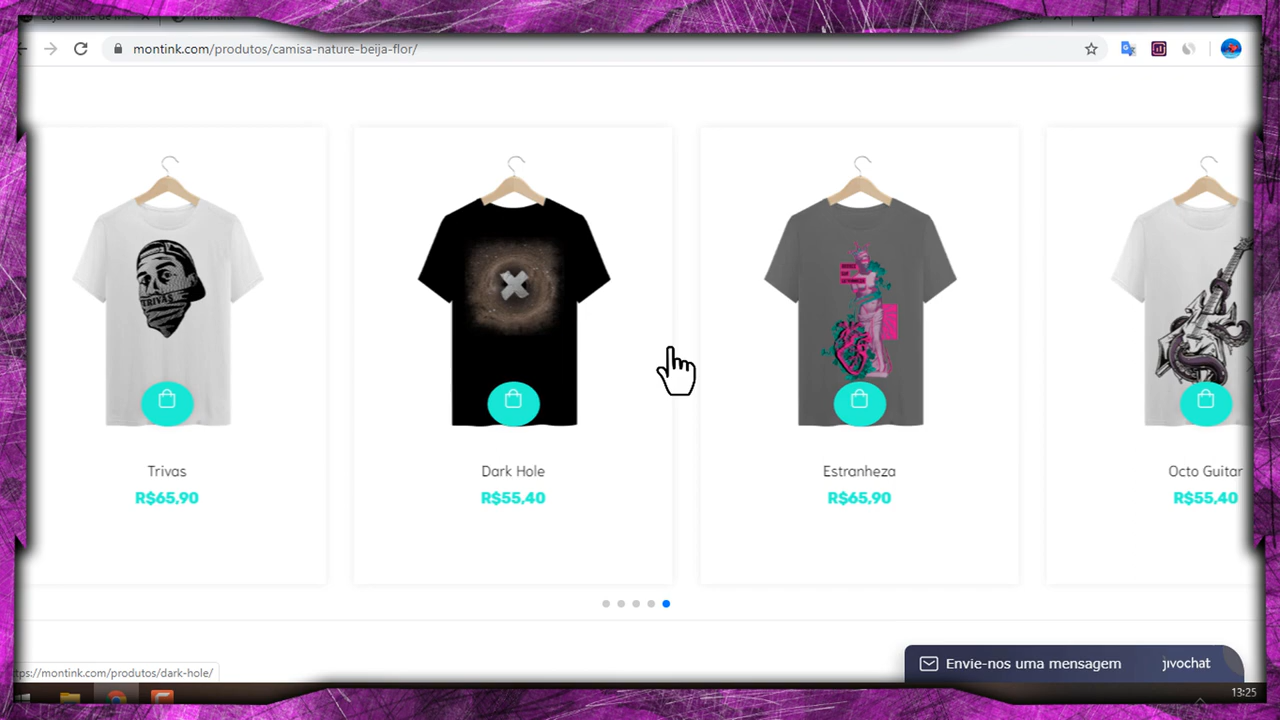 montink.com/produtos/camisa-nature-beija-flor/
TRIVAS
Trivas
R$65,90
Dark Hole
R$55,40
Estranheza
R$65,90
Octo Guitar
R$55,40
Envie-nos uma mensagem
jivochat
tps://montink.com/produtos/dark-hole/
13:25